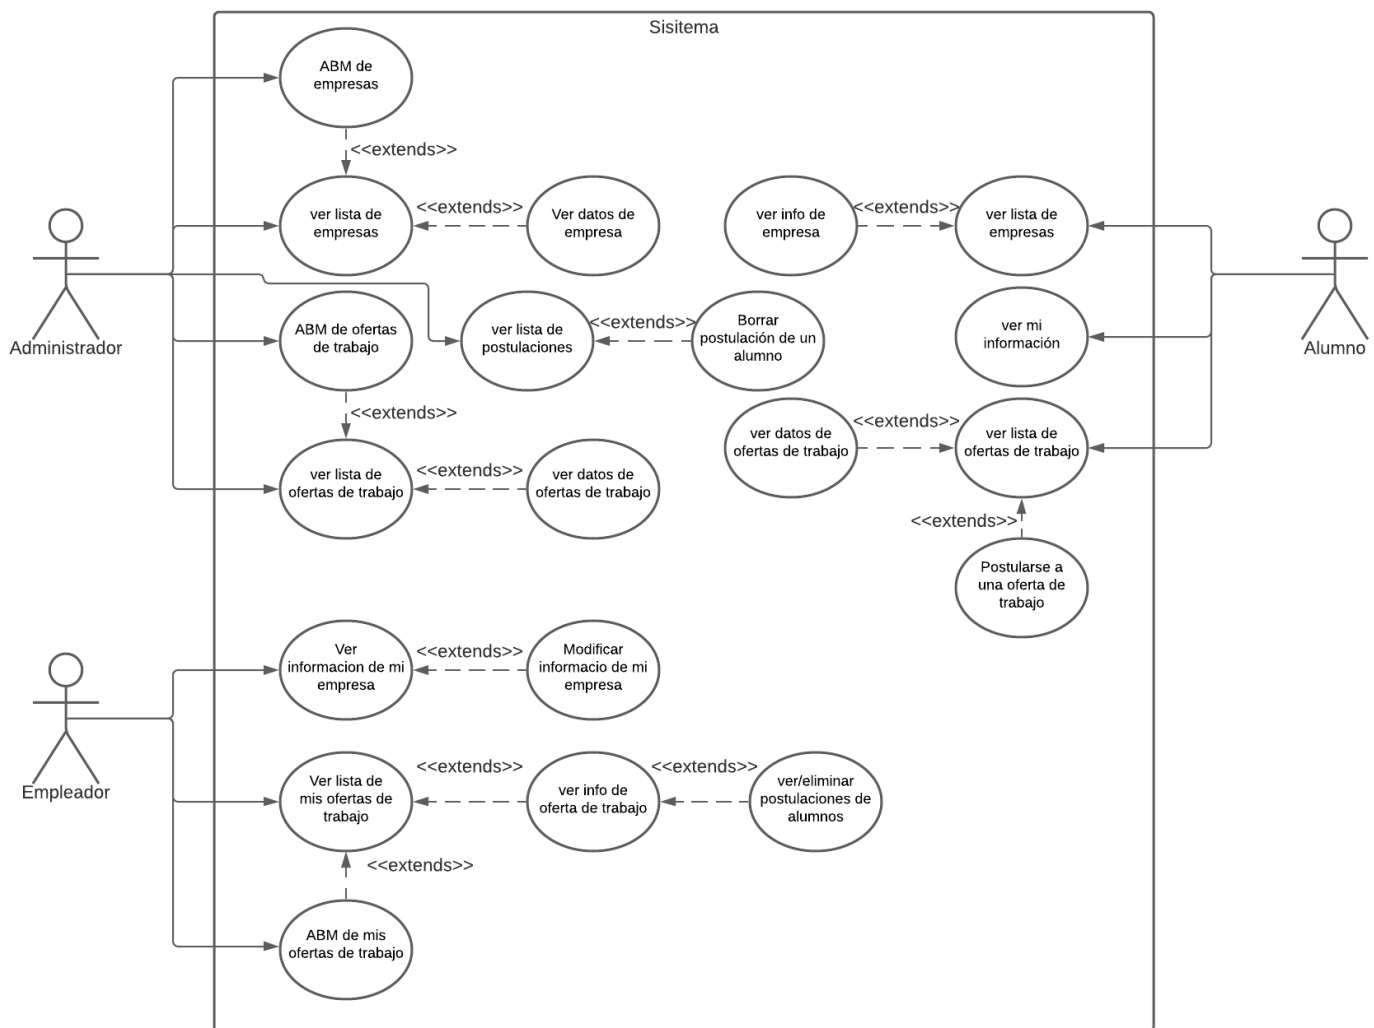 Sisitema
ABM de
empresas
<<extends>>
ver lista de
empresas
<<extends>>
Ver datos de
empresa
ver info de
empresa
<<extends>>
ver lista de
empresas
Administrador
ABM de ofertas
de trabajo
ver lista de
postulaciones
<<extends>>
Borrar
postulación de un
alumno
ver mi
información
Alumno
<<extends>>
ver lista de
ofertas de trabajo
<<extends>>
ver datos de
ofertas de trabajo
ver datos de
ofertas de trabajo
<<extends>>
ver lista de
ofertas de trabajo
<<extends>>
Postularse a
una oferta de
trabajo
Empleador
Ver
informacion de mi
empresa
<<extends>>
Modificar
informacio de mi
empresa
Ver lista de
mis ofertas de
trabajo
<<extends>>
ver info de
oferta de trabajo
<<extends>>
ver/eliminar
postulaciones de
alumnos
<<extends>>
ABM de mis
ofertas de trabajo